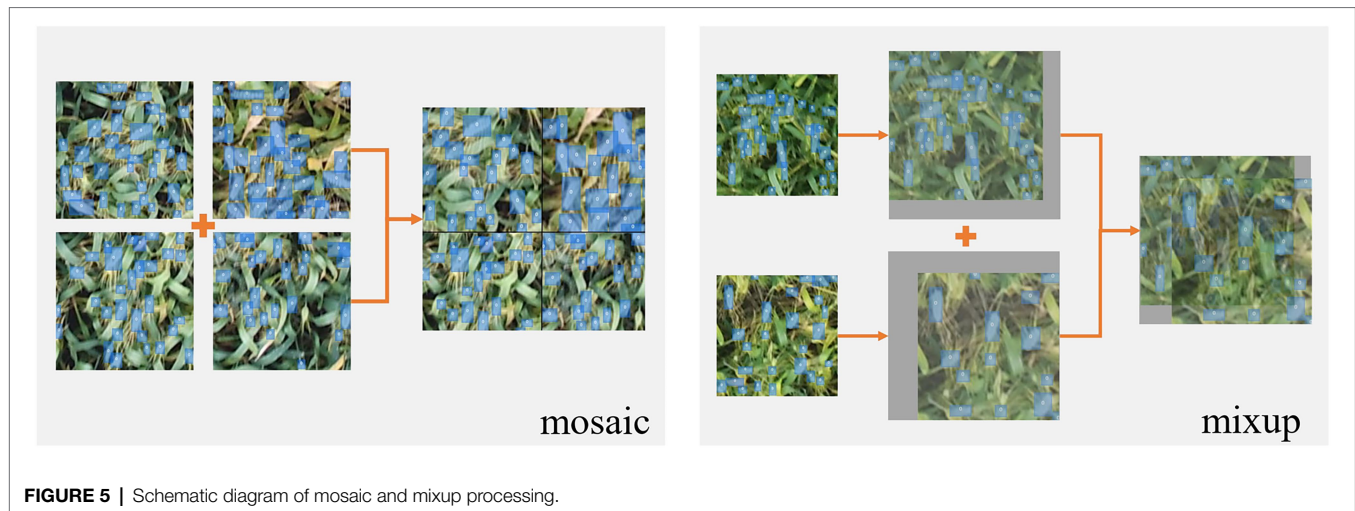 mosaic
mixup
FIGURE 5 | Schematic diagram of mosaic and mixup processing.